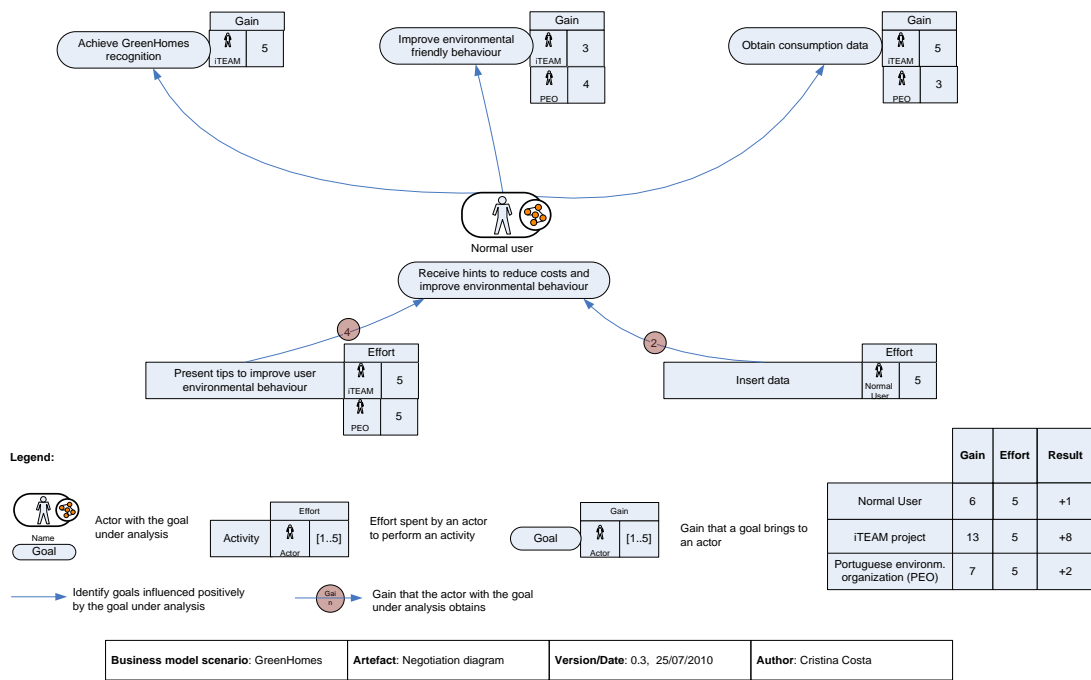 Gain
Achieve GreenHomes
recognition
iTEAM
5
Gain
Improve environmental
friendly behaviour
iTEAM
3
PEO
4
Gain
Obtain consumption data
iTEAM
5
PEO
3
Normal user
Receive hints to reduce costs and
improve environmental behaviour
4
2
Effort
Present tips to improve user
environmental behaviour
iTEAM
5
PEO
5
Effort
Insert data
Normal
User
5
Legend:
Name
Goal
Actor with the goal
under analysis
Effort
Activity
Actor
[1..5]
Effort spent by an actor
to perform an activity
Gain
Goal
Actor
[1..5]
Gain that a goal brings to
an actor
Identify goals influenced positively
by the goal under analysis
Gai
n
Gain that the actor with the goal
under analysis obtains
Gain Effort Result
Normal User 6 5 +1
iTEAM project 13 5 +8
Portuguese environm.
organization (PEO) 7 5 +2
Business model scenario: GreenHomes
Artefact: Negotiation diagram
Version/Date: 0.3, 25/07/2010
Author: Cristina Costa